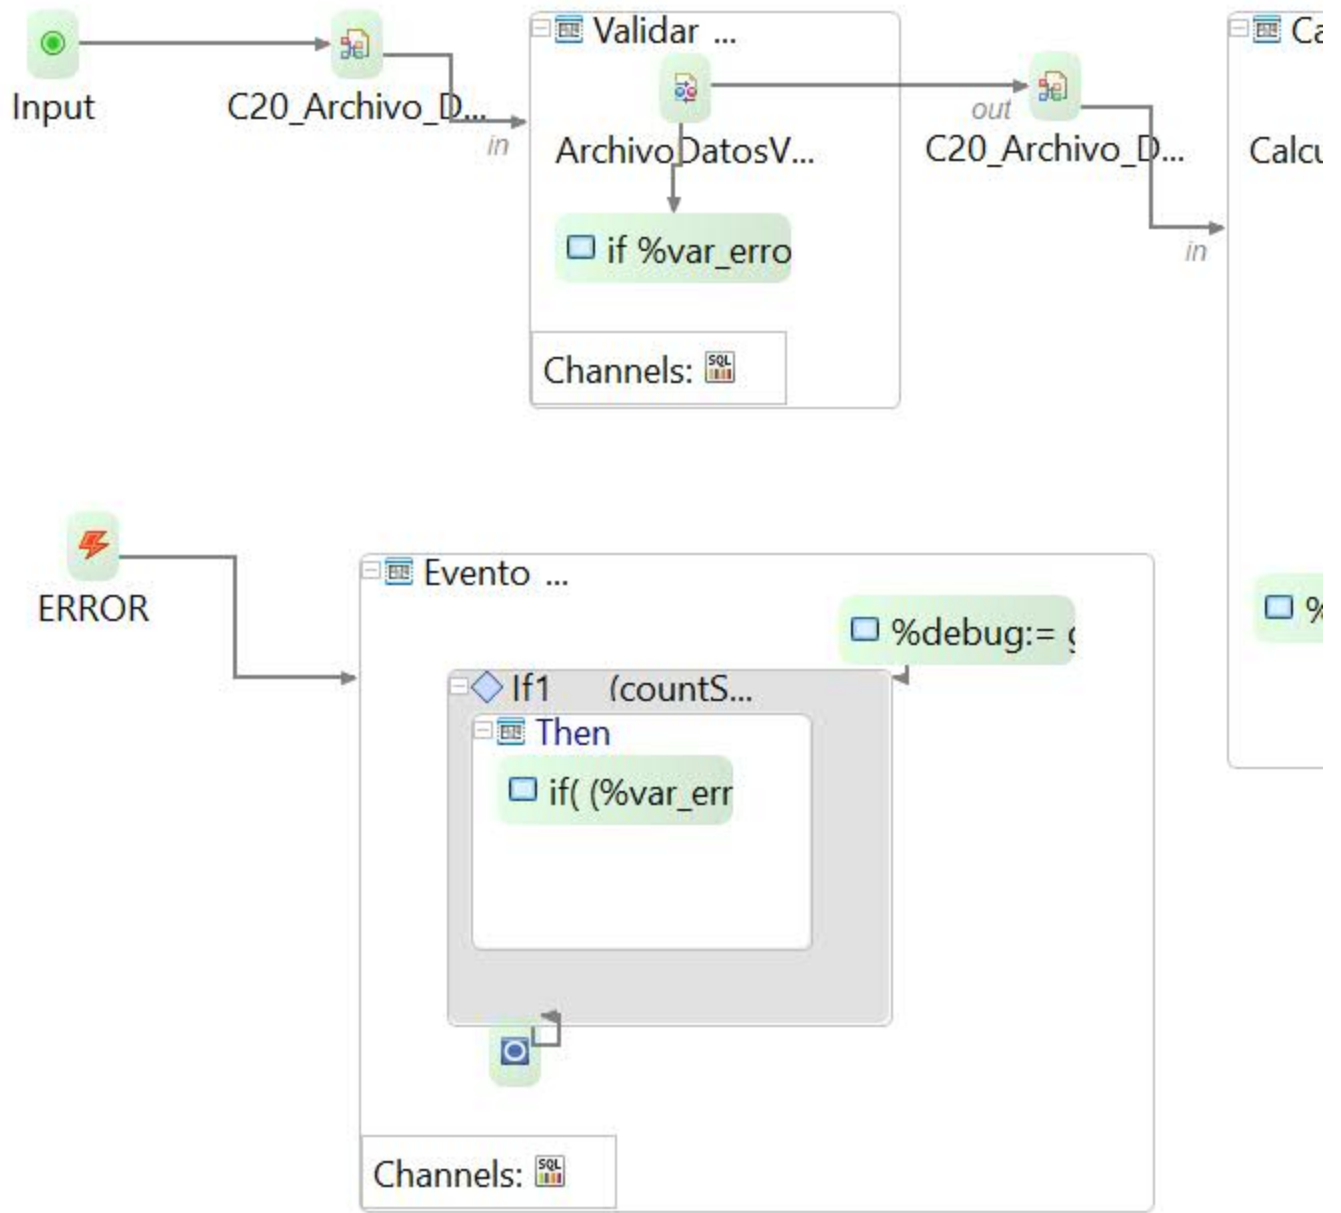 Validar ...
Ca
Input
C20_Archivo_D...
in
ArchivoDatosV...
out
C20_Archivo_D...
Calcu
if %var_erro
in
Channels:
SQL
ERROR
Evento ...
%
%debug:= g
If1 (countS...
Then
if( (%var_err
Channels:
SQL